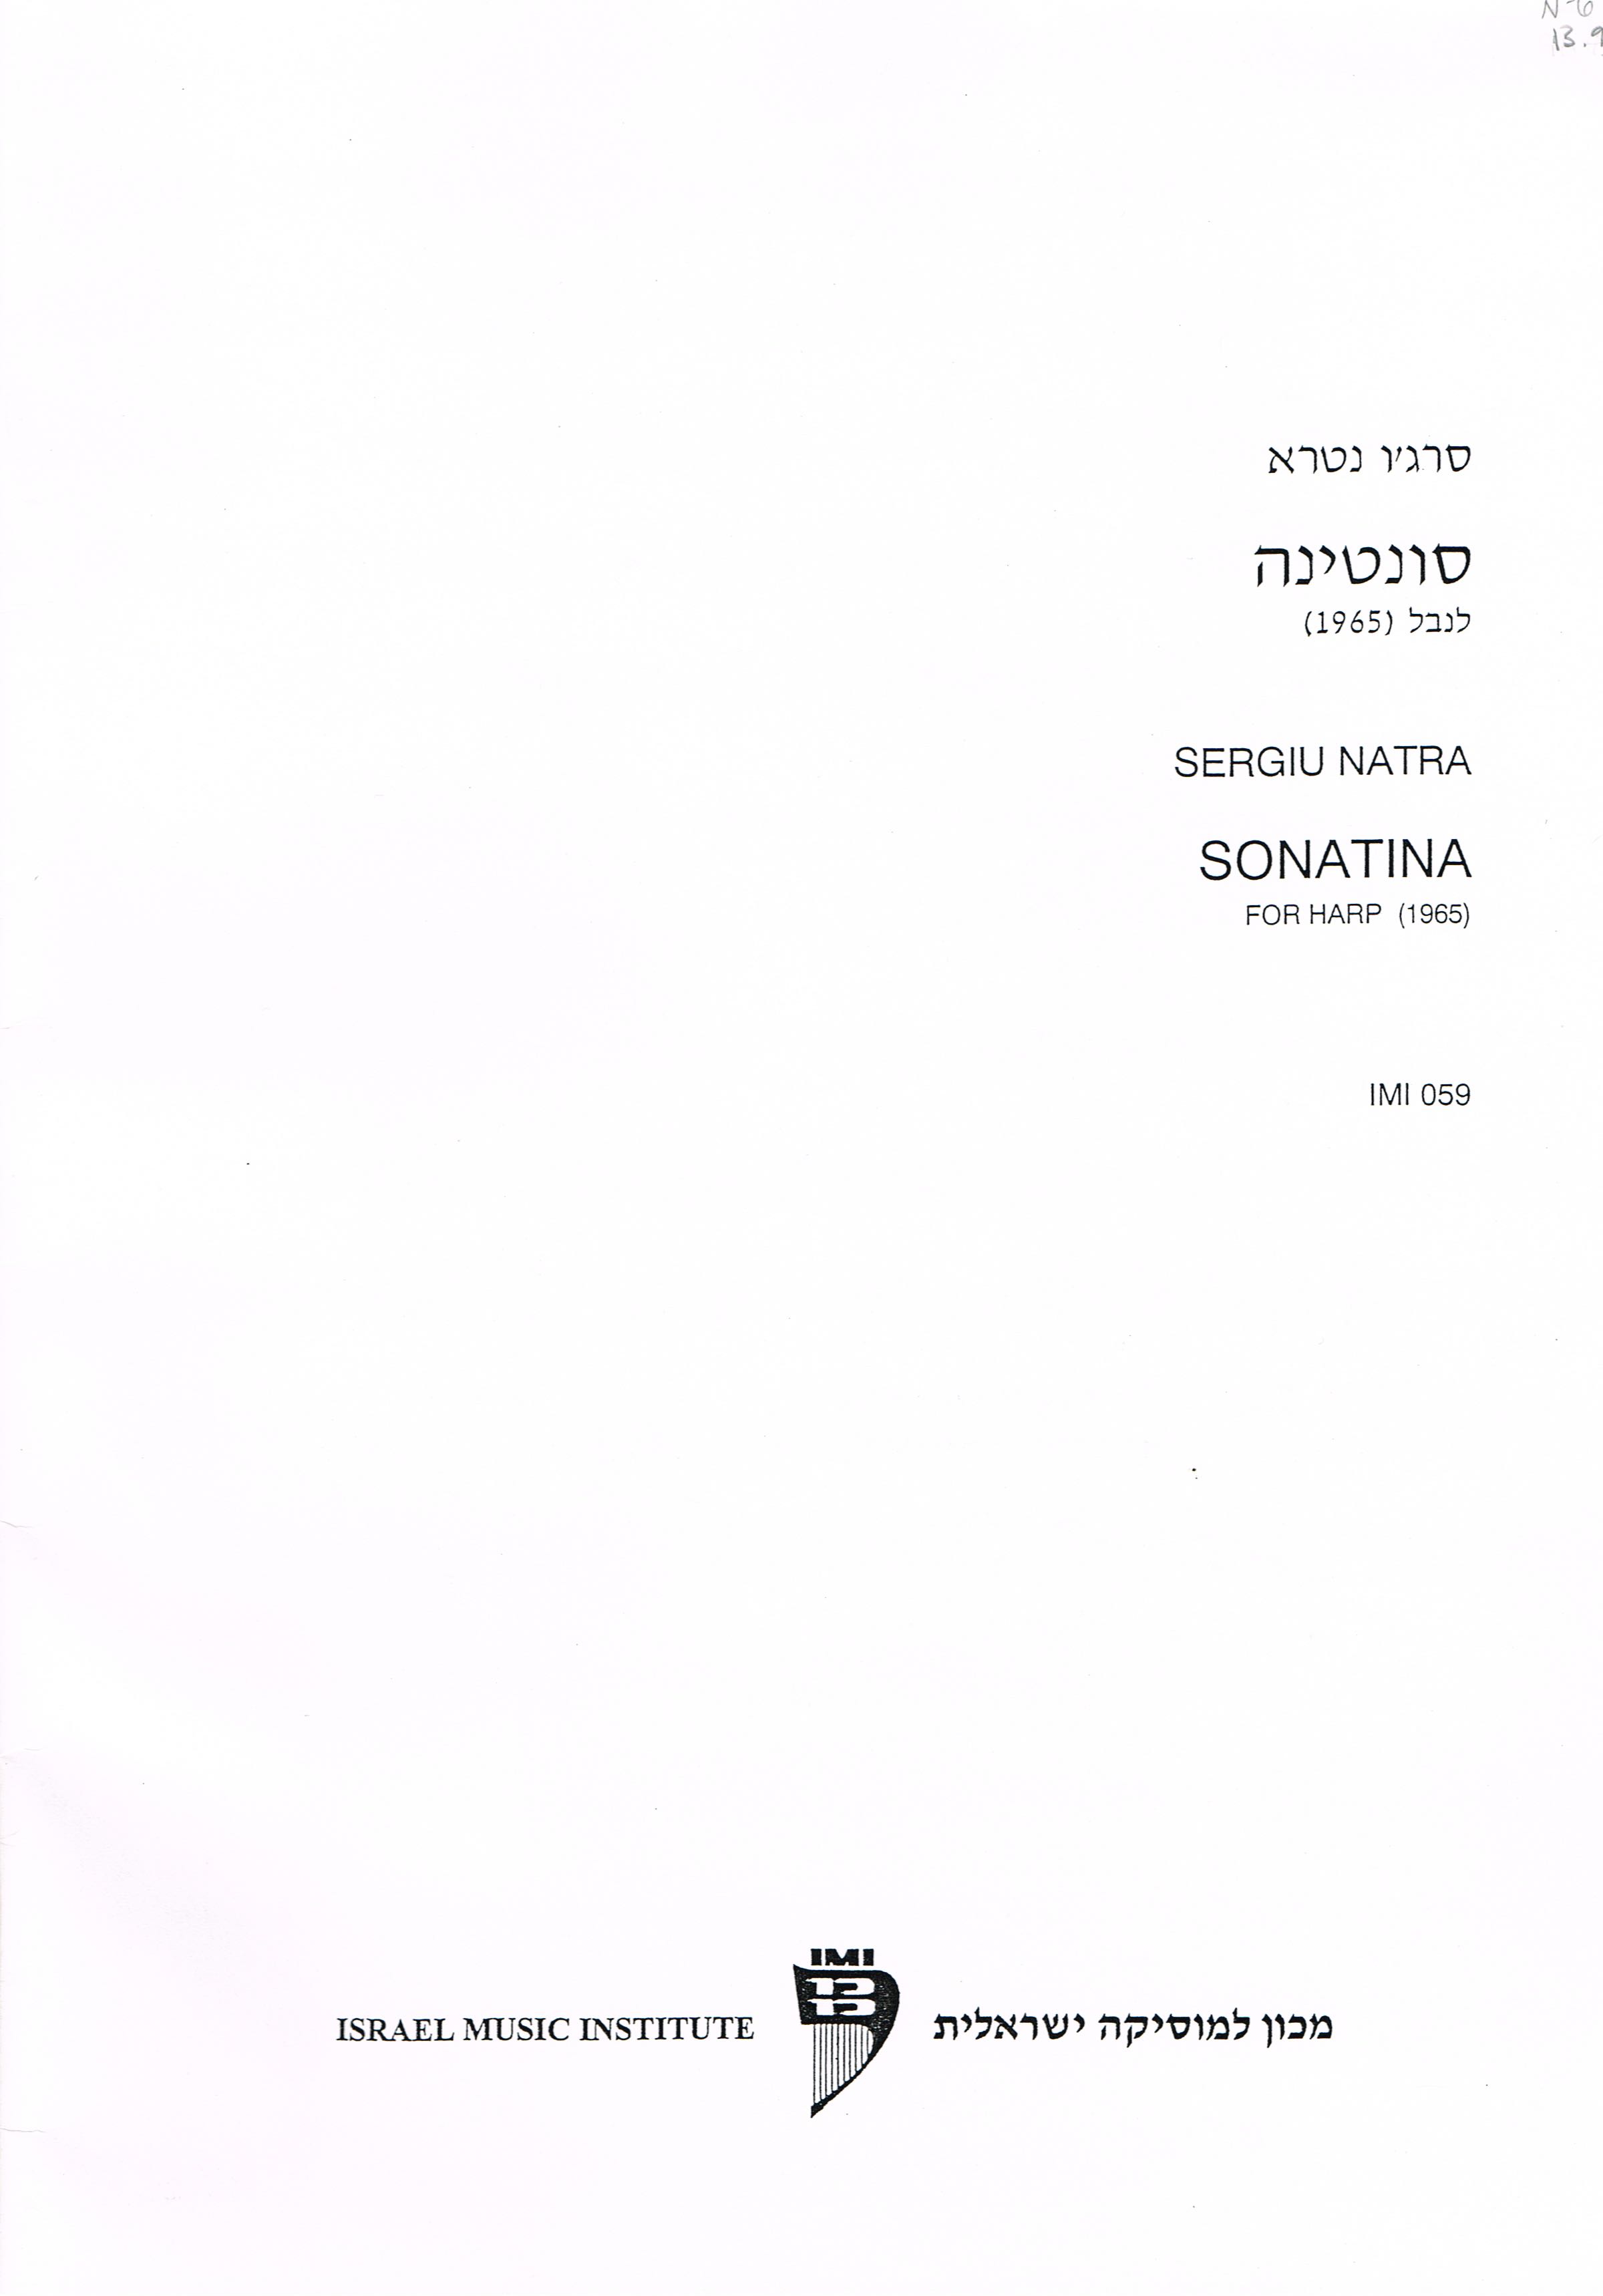 סרג'ו נטרא
סונטינה
לנבל (1965)
SERGIU NATRA
SONATINA
FOR HARP (1965)
IMI 059
IMI
ISRAEL MUSIC INSTITUTE
מכון למוסיקה ישראלית